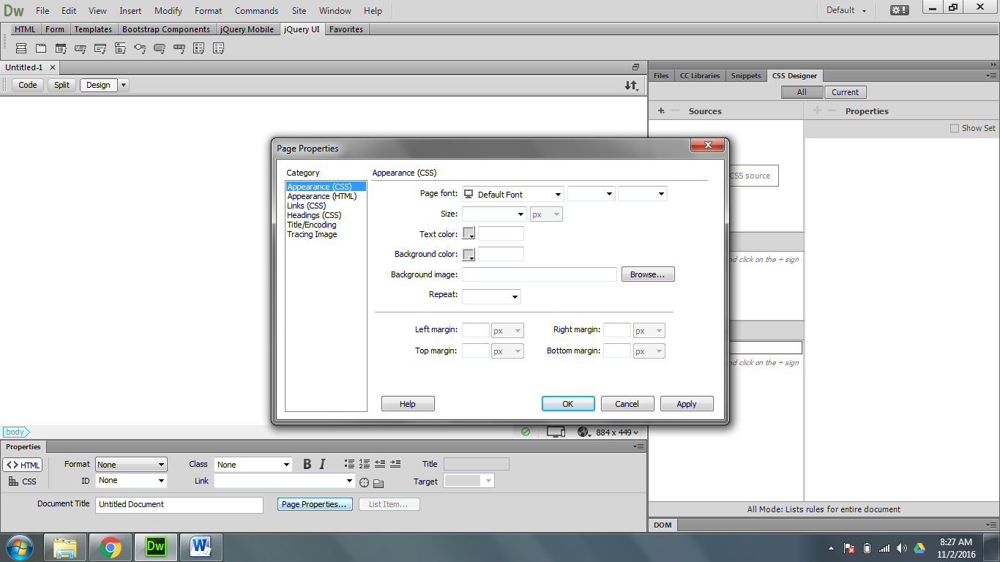 Dw File Edit View Insert Modify Format Commands Site Window Help Default
HTML Form Templates Bootstrap Components jQuery Mobile jQuery UI Favorites
Untitled-1
Files CC Libraries Snippets CSS Designer
Code Split Design
All Current
Sources Properties
Show Set
Page Properties
Category Appearance (CSS)
Appearance (CSS)
Appearance (HTML)
Links (CSS)
Headings (CSS)
Title/Encoding
Tracing Image
Page font: Default Font
Size: px
Text color:
Background color:
Background image: Browse...
Repeat:
Left margin: px Right margin: px
Top margin: px Bottom margin: px
Help OK Cancel Apply
CSS source
nd click on the + sign
nd click on the + sign
body 884 x 449
Properties
HTML Format None Class None B I Title
CSS ID None Link Target
Document Title Untitled Document Page Properties... List Item...
All Mode: Lists rules for entire document
DOM
Dw W 8:27 AM
11/2/2016